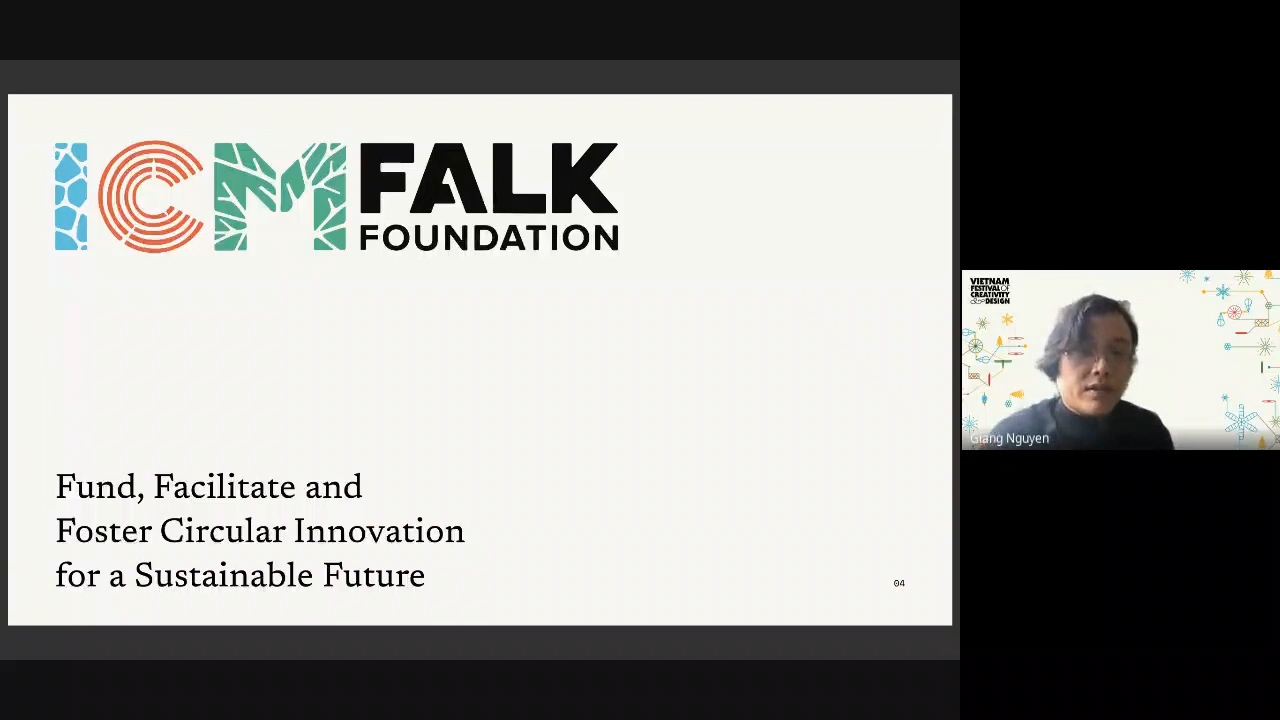 ICM FALK
FOUNDATION
Fund, Facilitate and
Foster Circular Innovation
for a Sustainable Future
04
VIETNAM
FESTIVAL OF
CREATIVITY
& DESIGN
Giang Nguyen